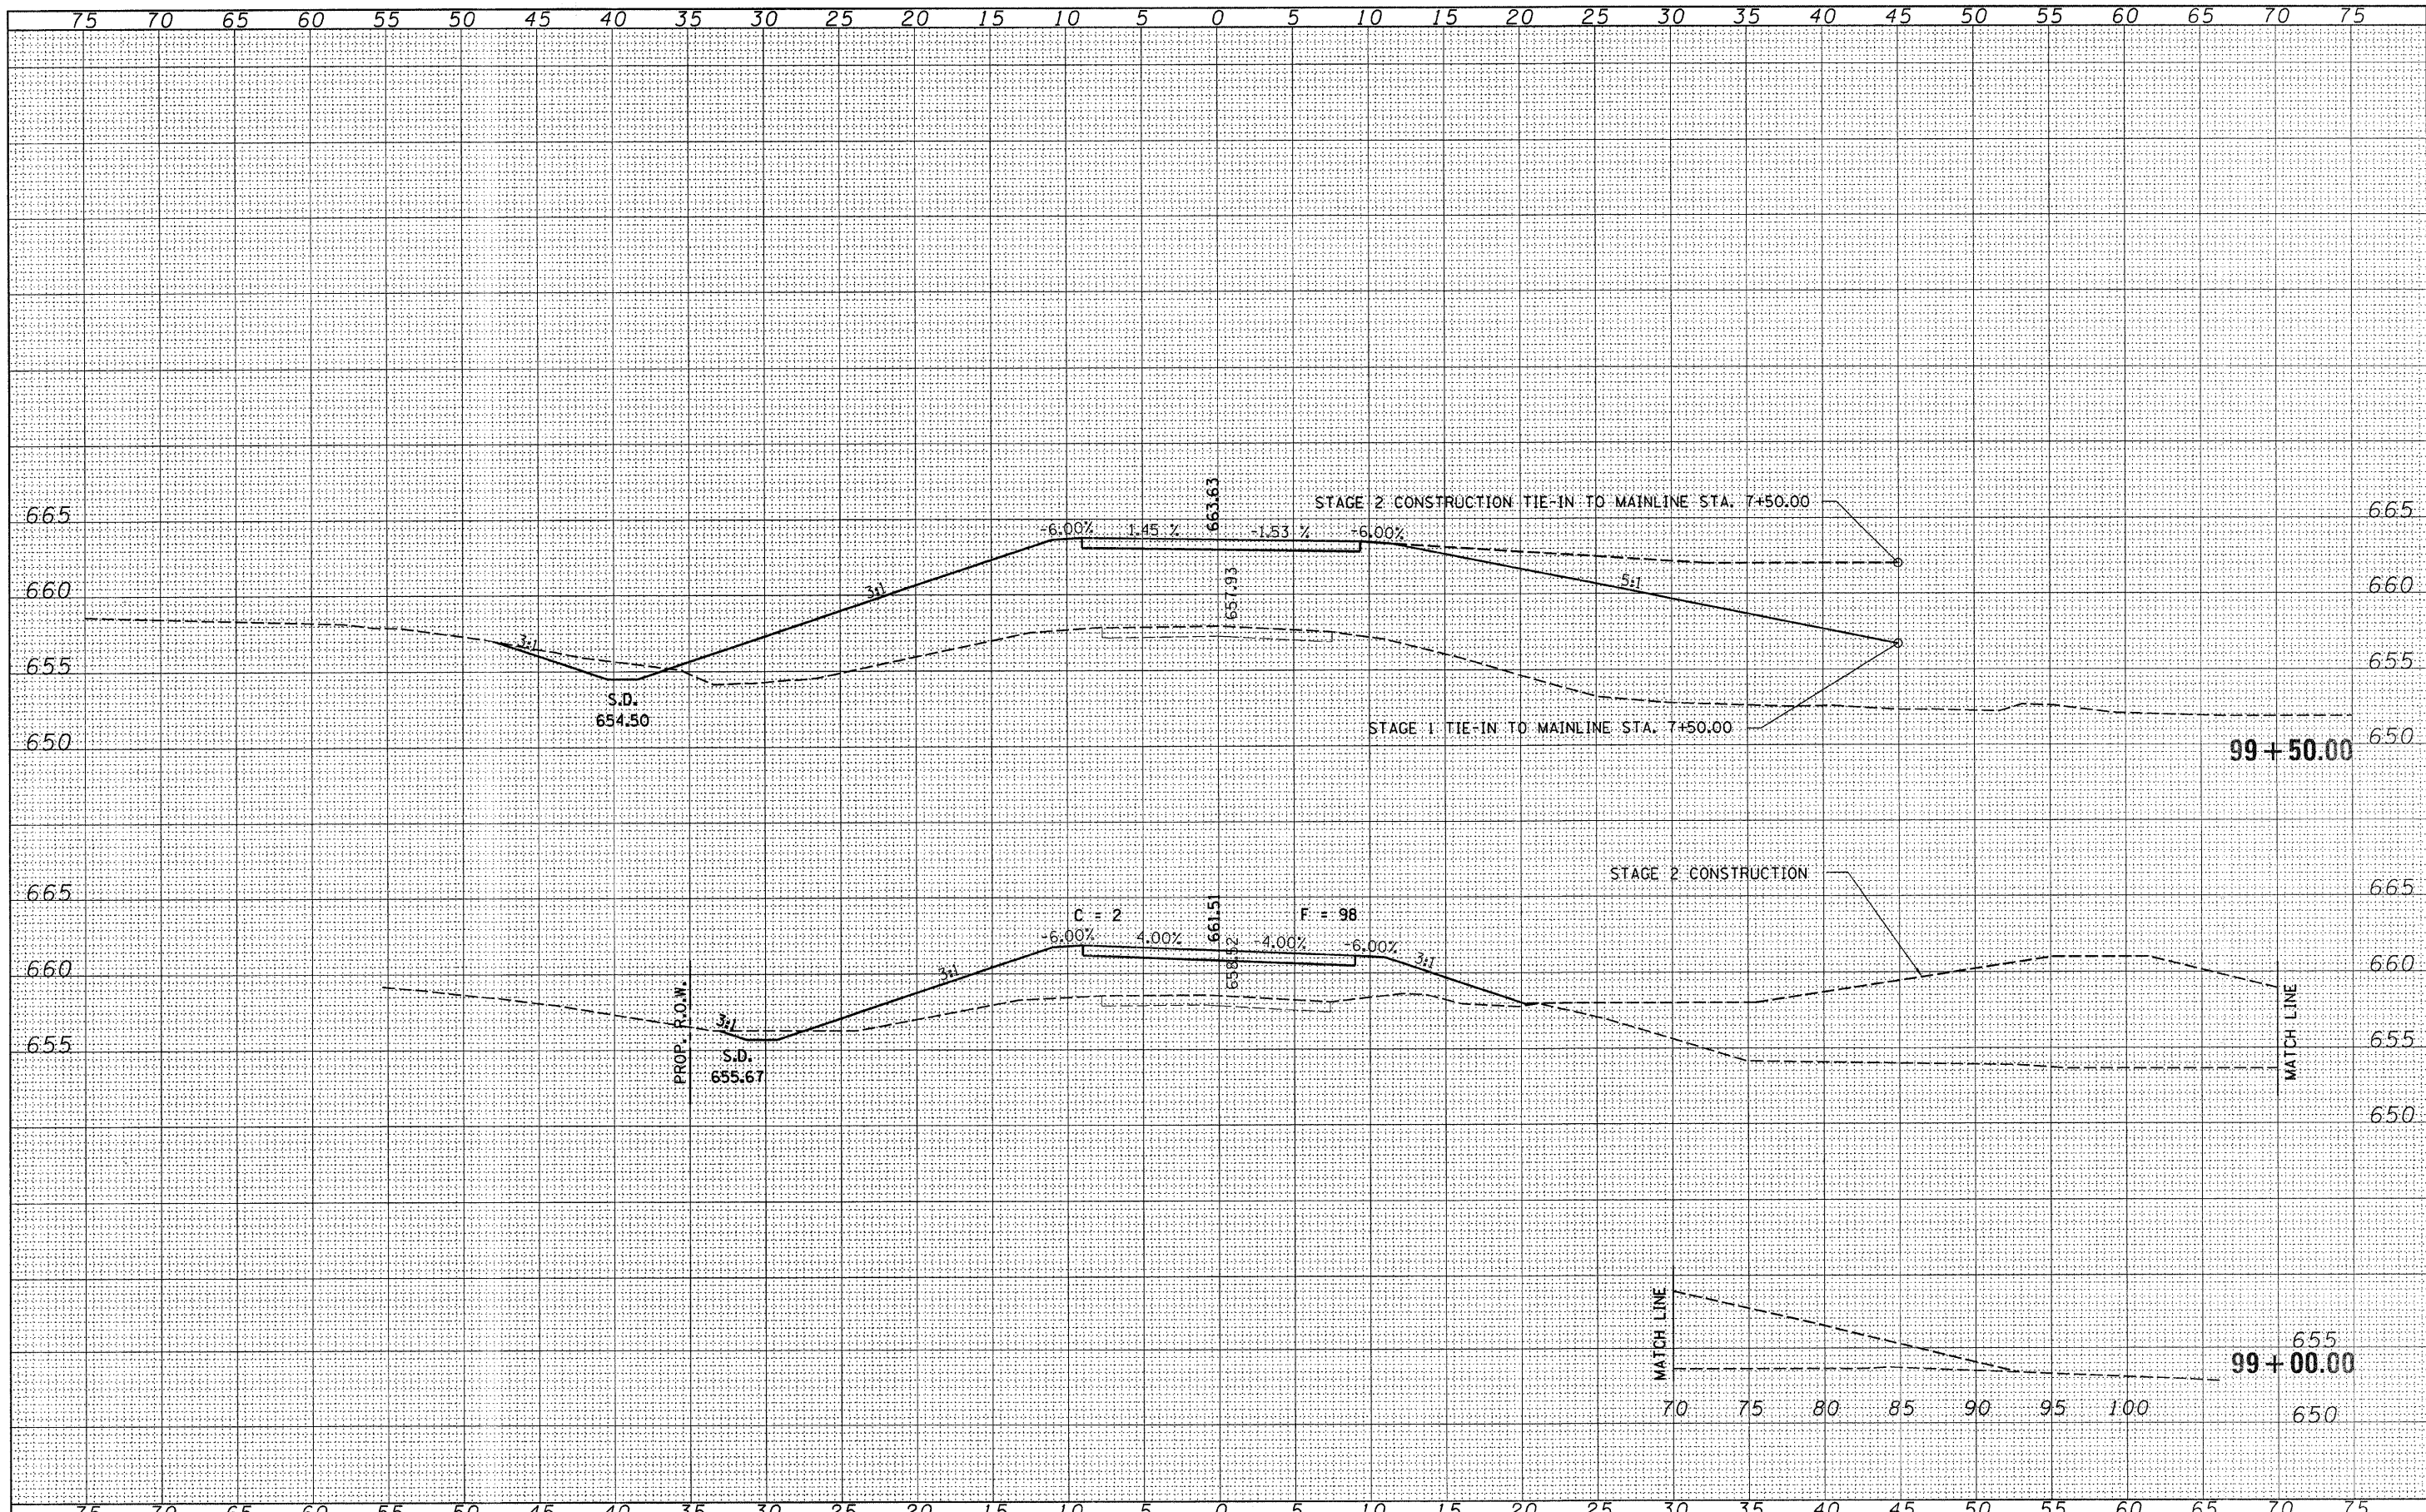 75 70 65 60 55 50 45 40 35 30 25 20 15 10 5 0 5 10 15 20 25 30 35 40 45 50 55 60 65 70 75
STAGE 2 CONSTRUCTION TIE-IN TO MAINLINE STA. 7+50.00
663.63
665 665
-6.00% 1.45 % -1.53 % -6.00%
657.93
660 3:1 5:1 660
3:1
655 655
S.D.
654.50
STAGE 1 TIE-IN TO MAINLINE STA. 7+50.00
650 650
99+50.00
STAGE 2 CONSTRUCTION
665 665
661.51
C = 2 F = 98
-6.00% 4.00% -4.00% -6.00%
658.52
660 3:1 3:1 660
PROP. R.O.W.
3:1
MATCH LINE
655 655
S.D.
655.67
650
MATCH LINE
655
99+00.00
70 75 80 85 90 95 100
650
75 70 65 60 55 50 45 40 35 30 25 20 15 10 5 0 5 10 15 20 25 30 35 40 45 50 55 60 65 70 75